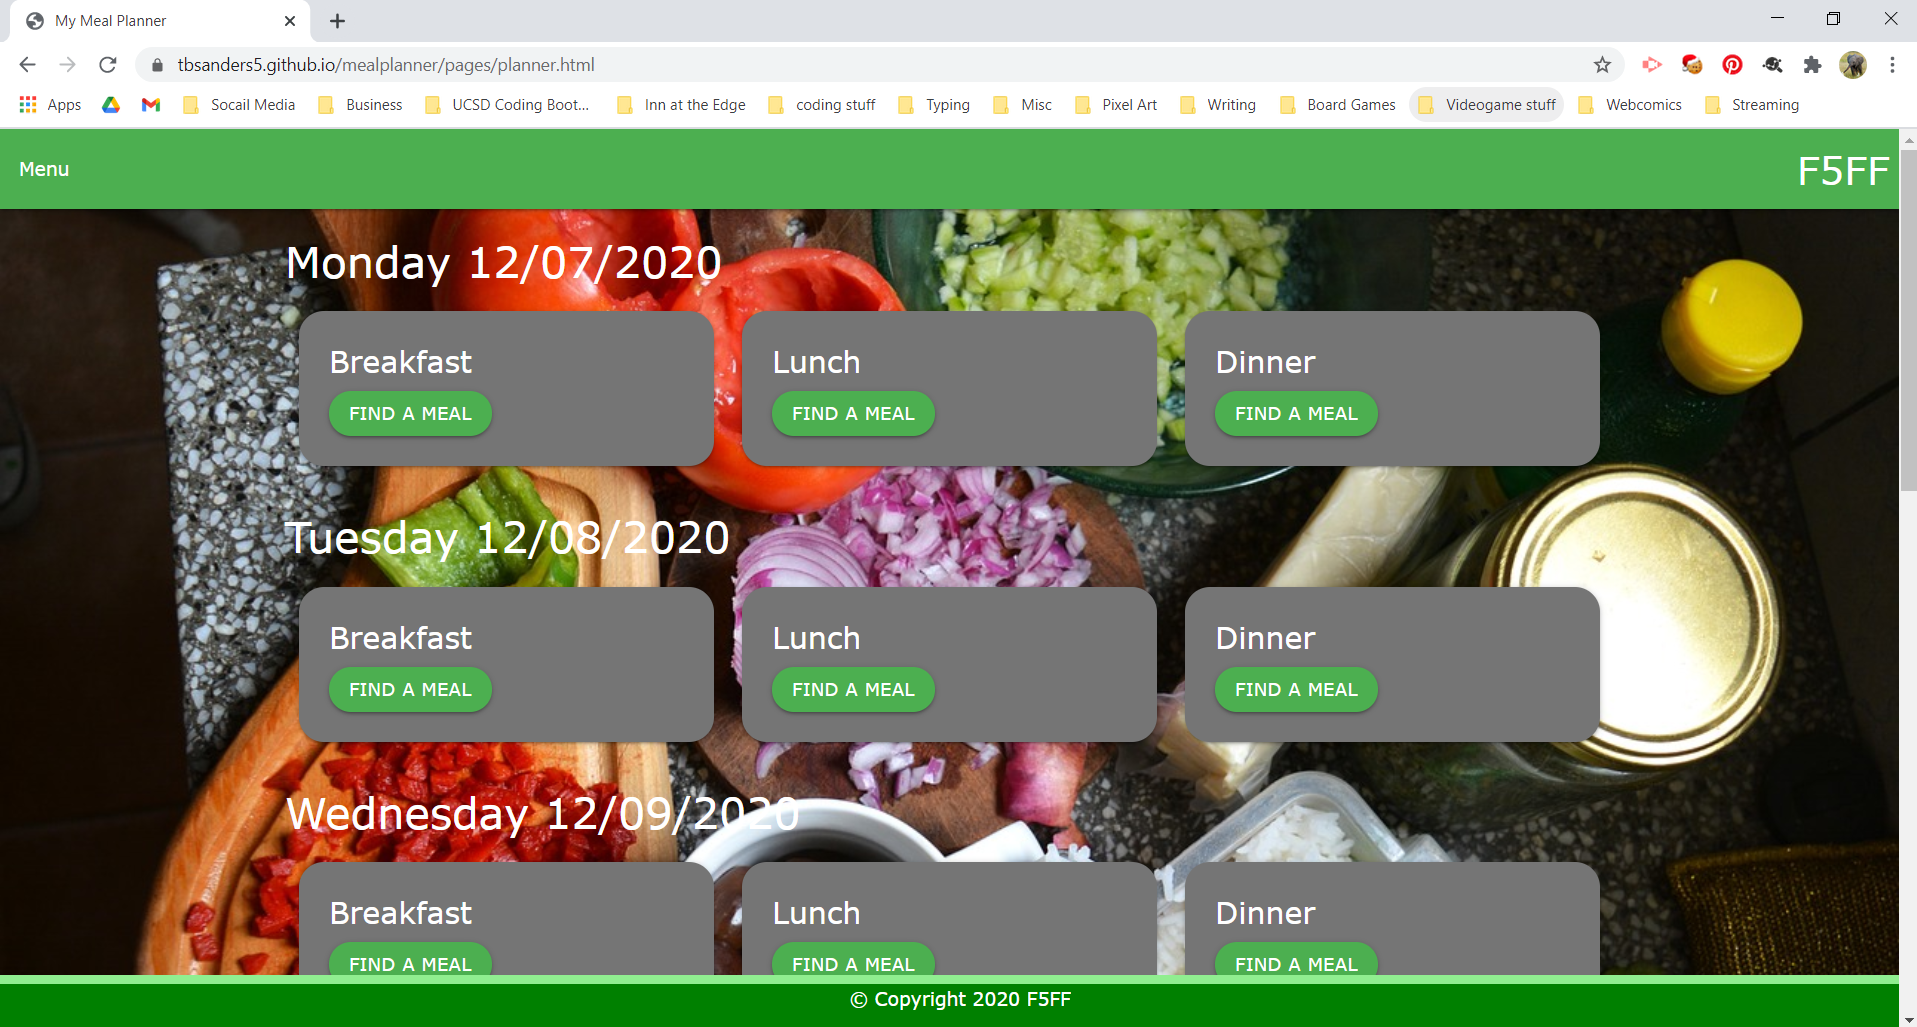 My Meal Planner
tbsanders5.github.io/mealplanner/pages/planner.html
Apps Socail Media Business UCSD Coding Boot... Inn at the Edge coding stuff Typing Misc Pixel Art Writing Board Games Videogame stuff Webcomics Streaming
Menu F5FF
Monday 12/07/2020
Breakfast Lunch Dinner
FIND A MEAL FIND A MEAL FIND A MEAL
Tuesday 12/08/2020
Breakfast Lunch Dinner
FIND A MEAL FIND A MEAL FIND A MEAL
Wednesday 12/09/2020
Breakfast Lunch Dinner
FIND A MEAL FIND A MEAL FIND A MEAL
© Copyright 2020 F5FF